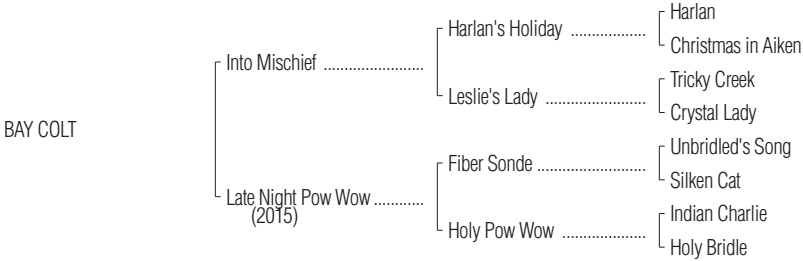 Harlan
Harlan's Holiday ...................
Christmas in Aiken
Into Mischief ........................
Tricky Creek
Leslie's Lady ........................
Crystal Lady
BAY COLT
Unbridled's Song
Fiber Sonde ..........................
Silken Cat
Late Night Pow Wow ............
(2015)
Indian Charlie
Holy Pow Wow ....................
Holy Bridle